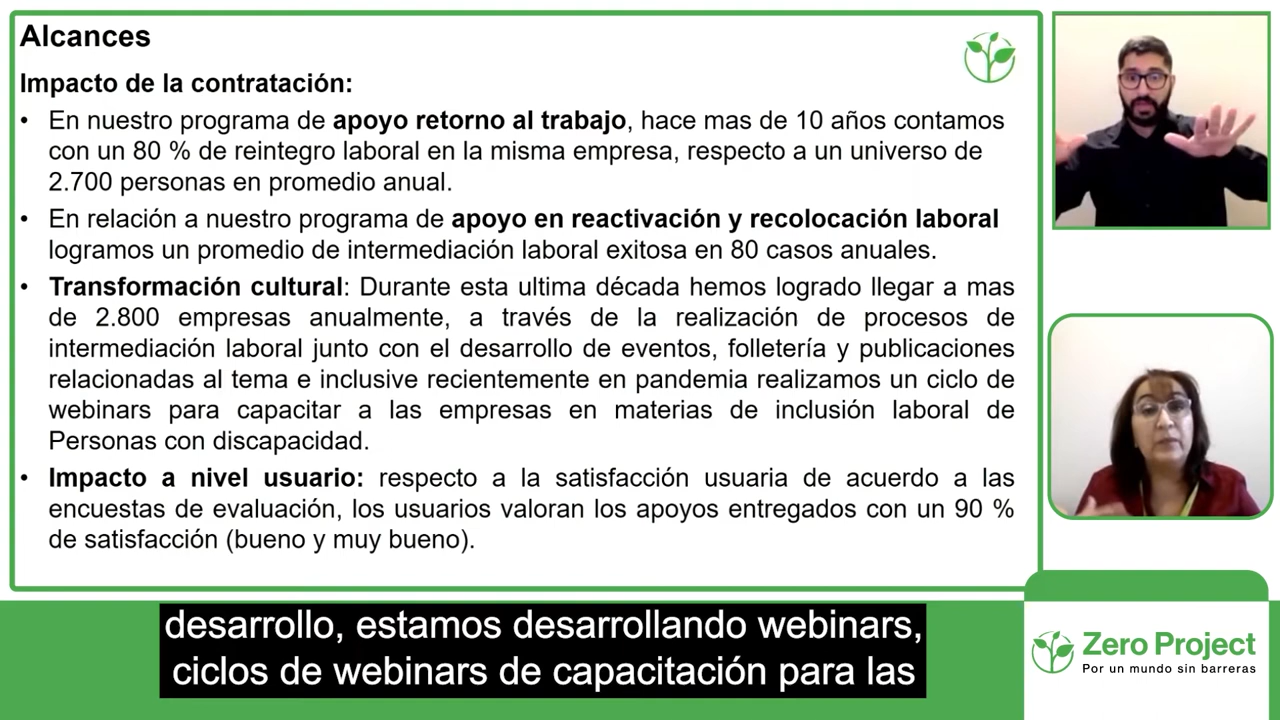 Alcances
Impacto de la contratación:
• En nuestro programa de apoyo retorno al trabajo, hace mas de 10 años contamos
con un 80 % de reintegro laboral en la misma empresa, respecto a un universo de
2.700 personas en promedio anual.
• En relación a nuestro programa de apoyo en reactivación y recolocación laboral
logramos un promedio de intermediación laboral exitosa en 80 casos anuales.
• Transformación cultural: Durante esta ultima década hemos logrado llegar a mas
de 2.800 empresas anualmente, a través de la realización de procesos de
intermediación laboral junto con el desarrollo de eventos, folletería y publicaciones
relacionadas al tema e inclusive recientemente en pandemia realizamos un ciclo de
webinars para capacitar a las empresas en materias de inclusión laboral de
Personas con discapacidad.
• Impacto a nivel usuario: respecto a la satisfacción usuaria de acuerdo a las
encuestas de evaluación, los usuarios valoran los apoyos entregados con un 90 %
de satisfacción (bueno y muy bueno).
desarrollo, estamos desarrollando webinars,
ciclos de webinars de capacitación para las
Zero Project
Por un mundo sin barreras